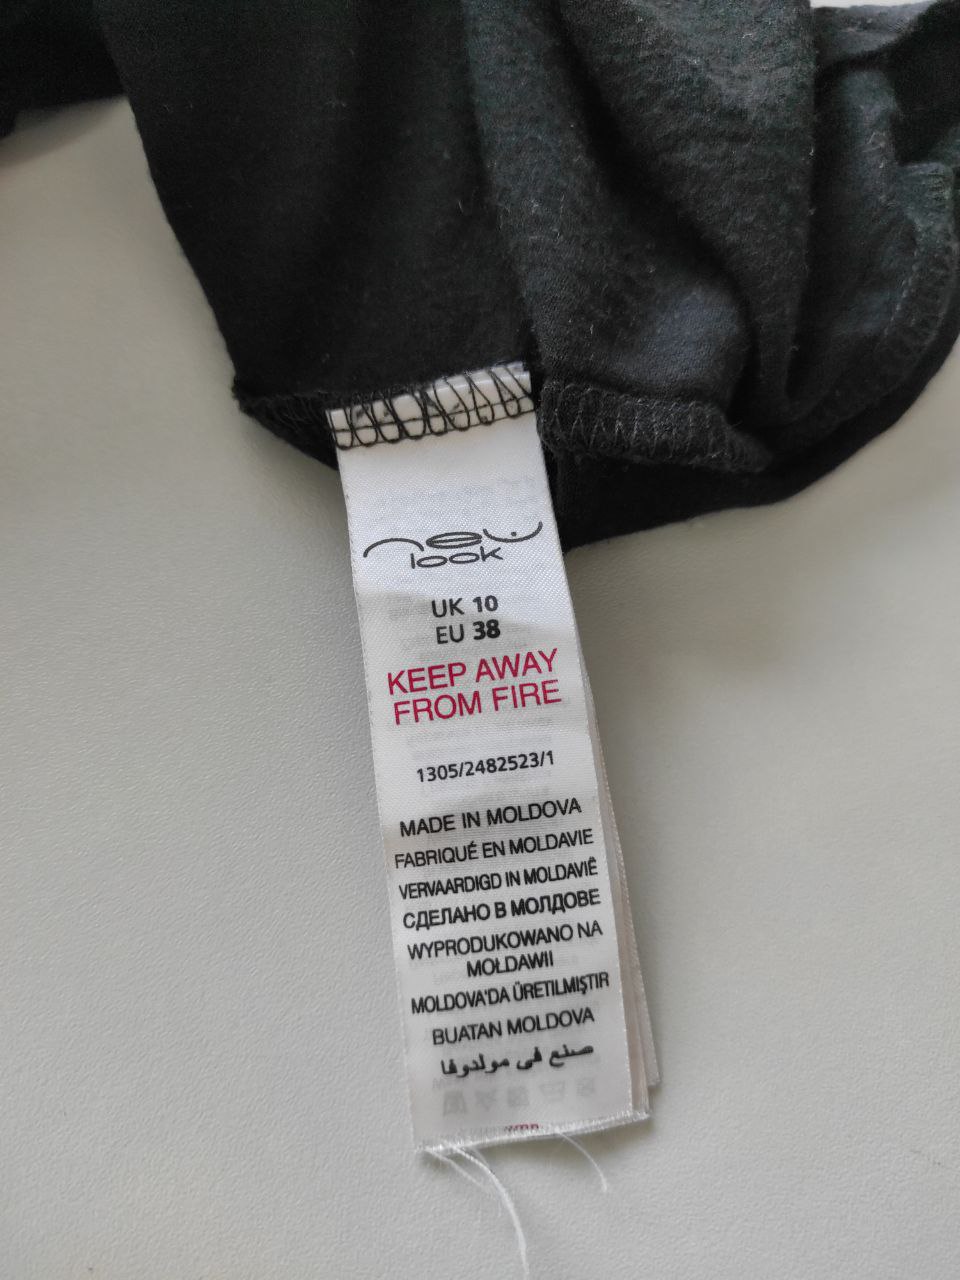 new
look
UK 10
EU 38
KEEP AWAY
FROM FIRE
1305/2482523/1
MADE IN MOLDOVA
FABRIQUÉ EN MOLDAVIE
VERVAARDIGD IN MOLDAVIË
СДЕЛАНО В МОЛДОВЕ
WYPRODUKOWANO NA
MOŁDAWII
MOLDOVA'DA ÜRETILMIŞTIR
BUATAN MOLDOVA
صنع في مولدوفا